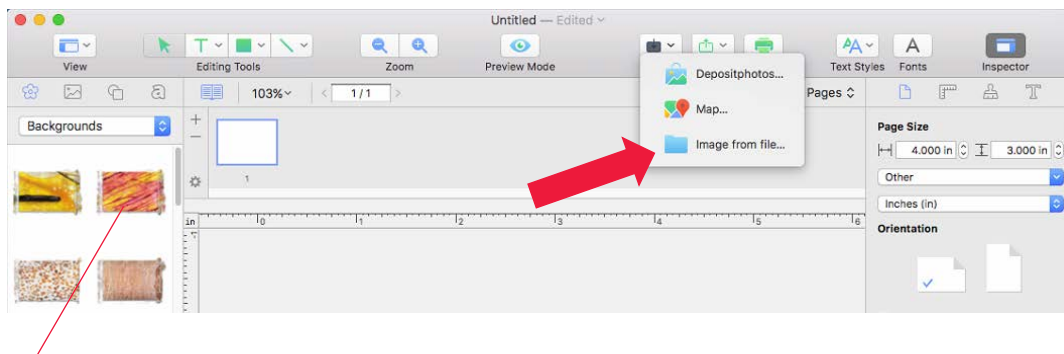 Untitled — Edited
View
Editing Tools
Zoom
Preview Mode
Text Styles
Fonts
Inspector
Depositphotos...
Map...
Image from file...
103%
1/1
Pages
Backgrounds
1
Page Size
4.000 in
3.000 in
Other
Inches (in)
Orientation
in
0 1 2 3 4 5 6